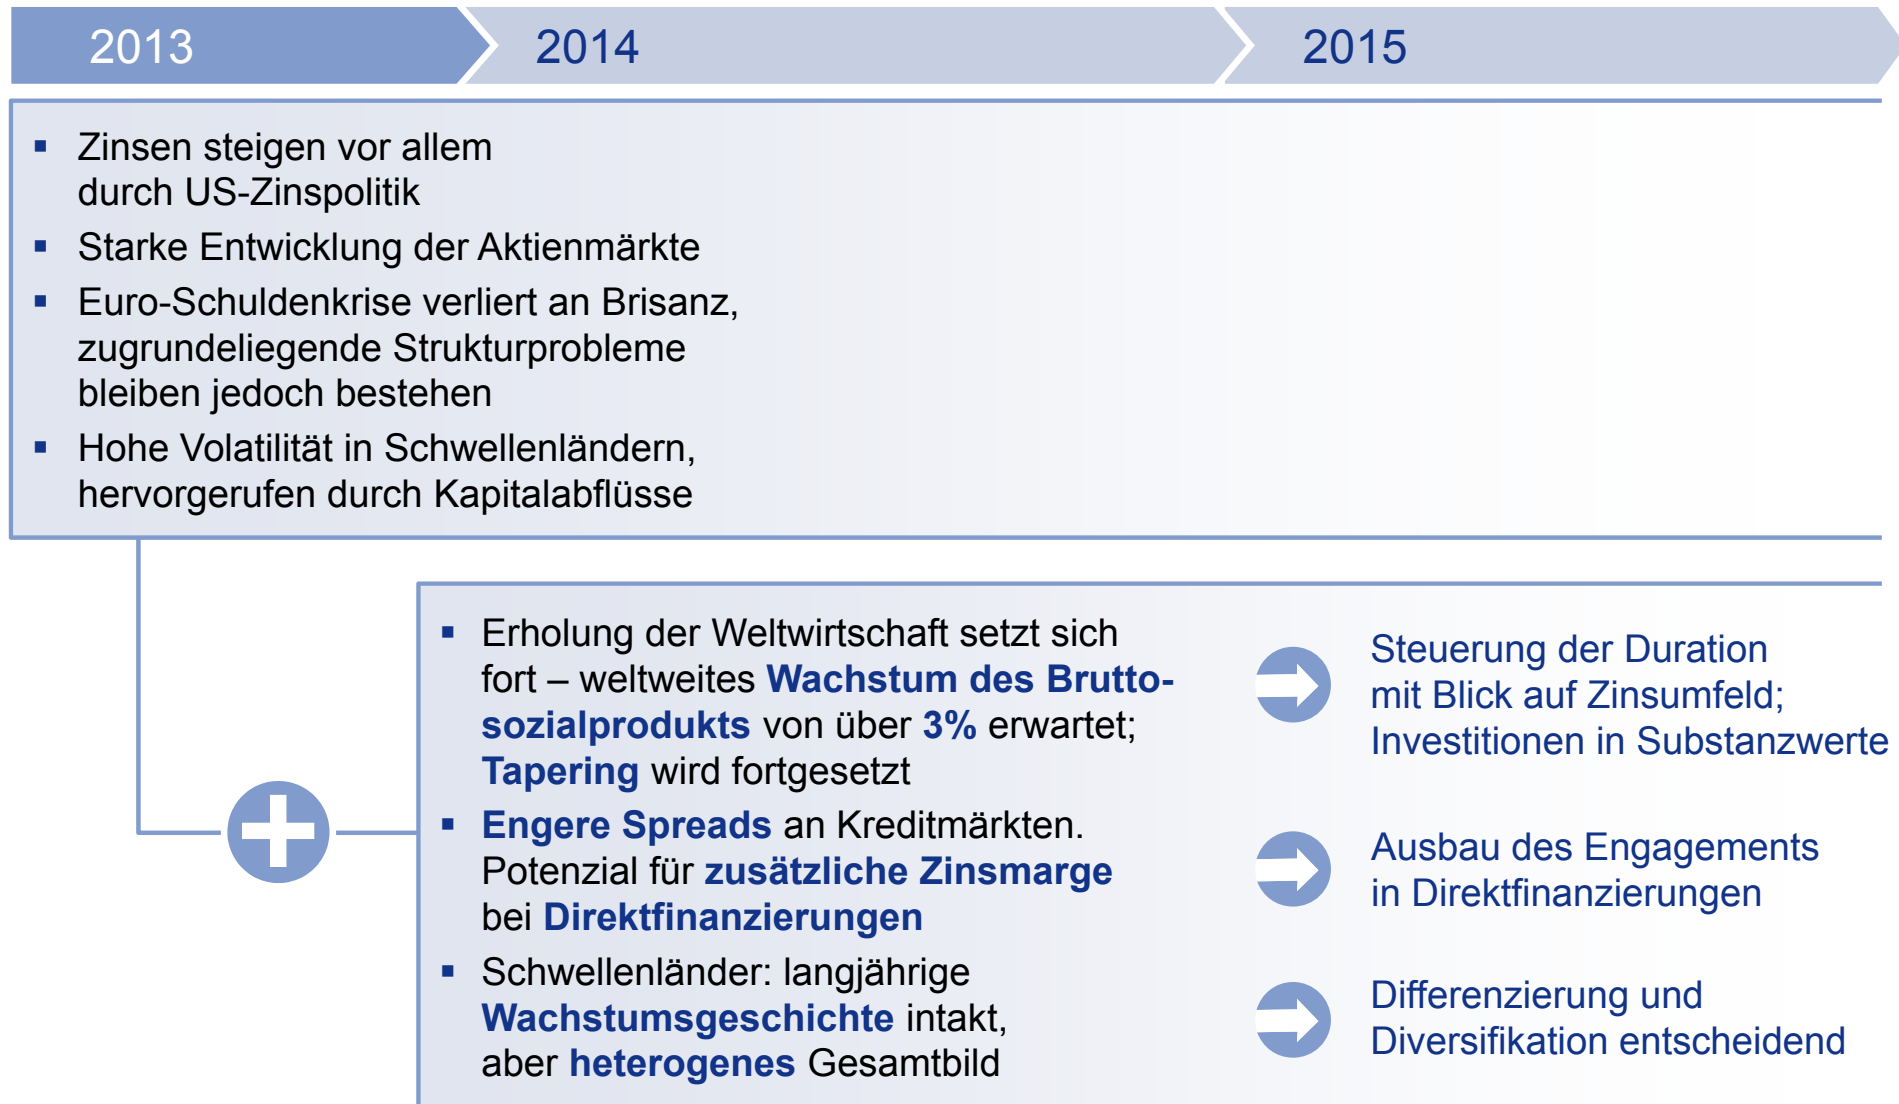 2013
2014
2015
▪ Zinsen steigen vor allem
durch US-Zinspolitik
▪ Starke Entwicklung der Aktienmärkte
▪ Euro-Schuldenkrise verliert an Brisanz,
zugrundeliegende Strukturprobleme
bleiben jedoch bestehen
▪ Hohe Volatilität in Schwellenländern,
hervorgerufen durch Kapitalabflüsse
▪ Erholung der Weltwirtschaft setzt sich
fort – weltweites Wachstum des Brutto-
sozialprodukts von über 3% erwartet;
Tapering wird fortgesetzt
Steuerung der Duration
mit Blick auf Zinsumfeld;
Investitionen in Substanzwerte
▪ Engere Spreads an Kreditmärkten.
Potenzial für zusätzliche Zinsmarge
bei Direktfinanzierungen
Ausbau des Engagements
in Direktfinanzierungen
▪ Schwellenländer: langjährige
Wachstumsgeschichte intakt,
aber heterogenes Gesamtbild
Differenzierung und
Diversifikation entscheidend